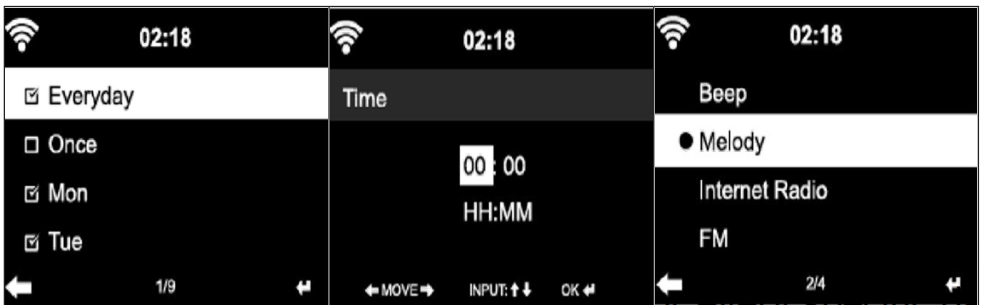 02:18
Everyday
Once
Mon
Tue
1/9
02:18
Time
00 : 00
HH:MM
MOVE INPUT: OK
02:18
Beep
Melody
Internet Radio
FM
2/4